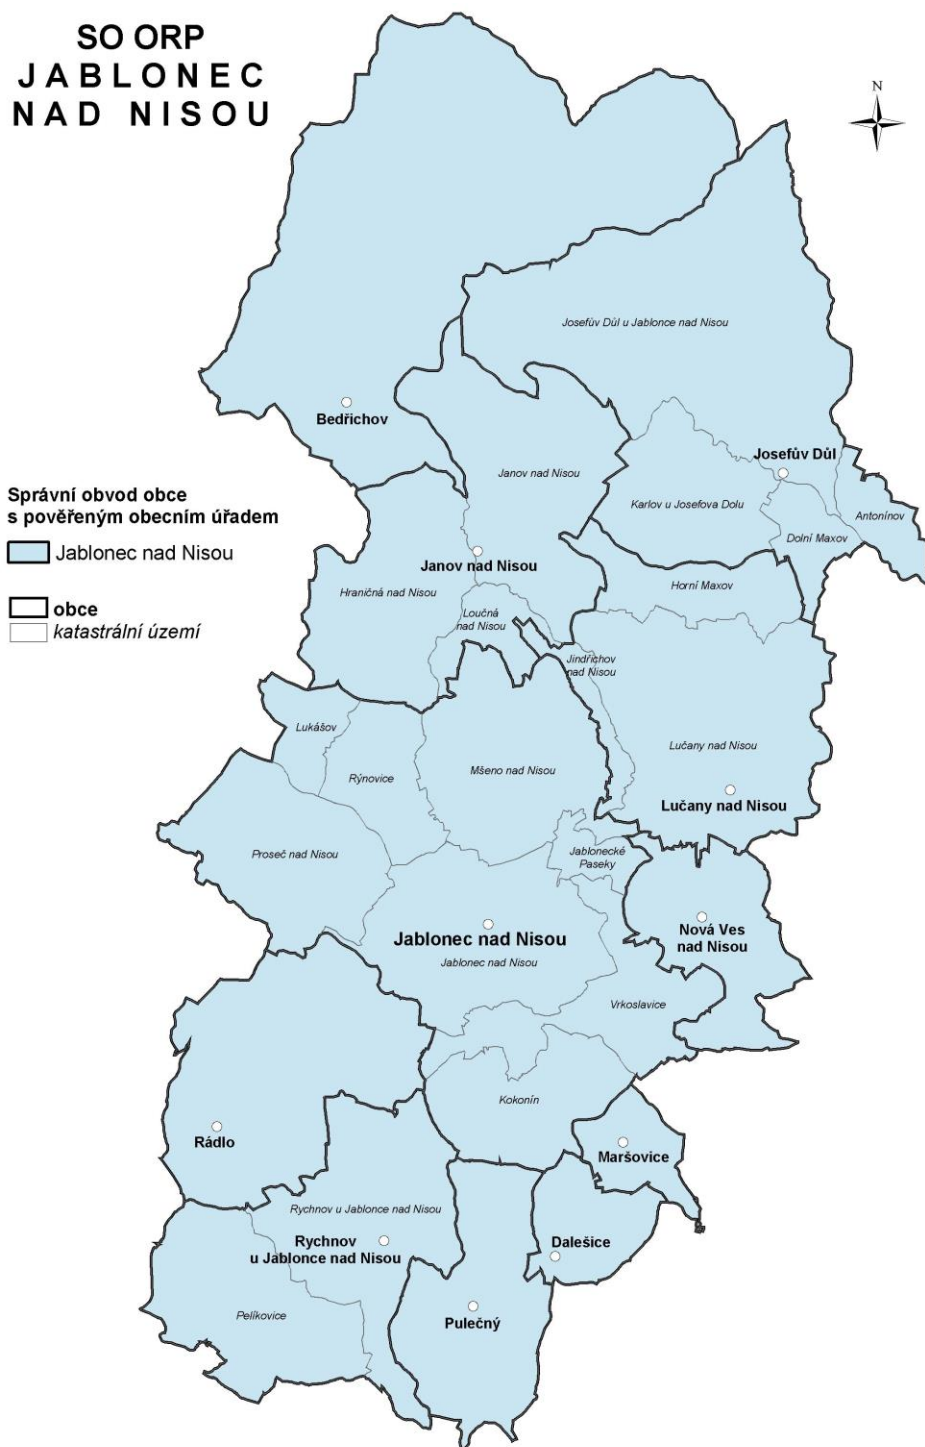 SO ORP
JABLONEC
NAD NISOU
N
Josefův Důl u Jablonce nad Nisou
Bedřichov
Josefův Důl
Janov nad Nisou
Karlov u Josefova Dolu
Antonínov
Dolní Maxov
Správní obvod obce
s pověřeným obecním úřadem
Jablonec nad Nisou
obce
katastrální území
Janov nad Nisou
Hraničná nad Nisou
Horní Maxov
Loučná
nad Nisou
Jindřichov
nad Nisou
Lukášov
Rýnovice
Mšeno nad Nisou
Lučany nad Nisou
Lučany nad Nisou
Proseč nad Nisou
Jablonecké
Paseky
Jablonec nad Nisou
Jablonec nad Nisou
Nová Ves
nad Nisou
Vrkoslavice
Kokonín
Rádlo
Maršovice
Rychnov u Jablonce nad Nisou
Rychnov
u Jablonce nad Nisou
Dalešice
Pelíkovice
Pulečný